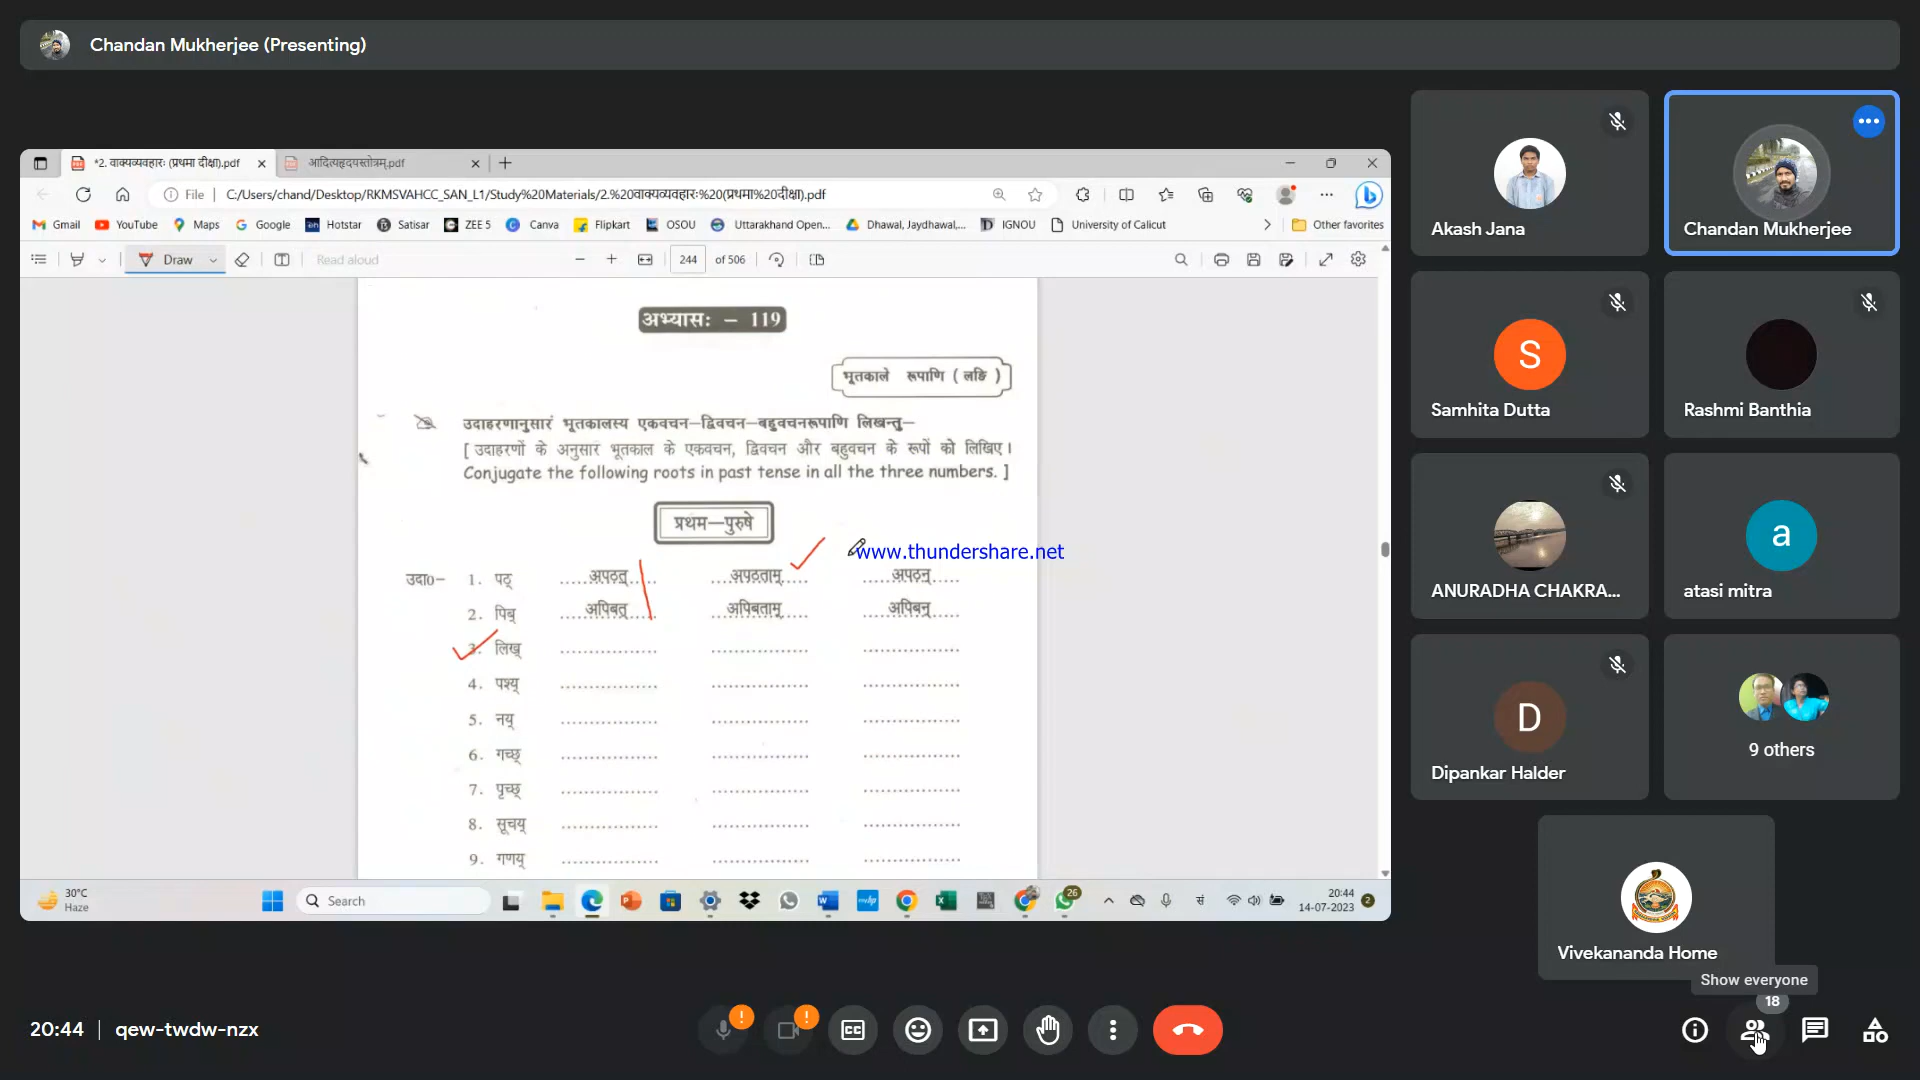 Chandan Mukherjee (Presenting)
*2. वाक्यव्यवहारः (प्रथमा दीक्षा).pdf
आदित्यहृदयस्तोत्रम्.pdf
File
C:/Users/chand/Desktop/RKMSVAHCC_SAN_L1/Study%20Materials/2.%20वाक्यव्यवहारः%20(प्रथमा%20दीक्षा).pdf
Gmail YouTube Maps Google Hotstar Satisar ZEE 5 Canva Flipkart OSOU Uttarakhand Open... Dhawal, Jaydhawal,... IGNOU University of Calicut Other favorites
Draw Read aloud 244 of 506
अभ्यासः - 119
भूतकाले रूपाणि ( लङि )
उदाहरणानुसारं भूतकालस्य एकवचन-द्विवचन-बहुवचनरूपाणि लिखन्तु-
[ उदाहरणों के अनुसार भूतकाल के एकवचन, द्विवचन और बहुवचन के रूपों को लिखिए।
Conjugate the following roots in past tense in all the three numbers. ]
प्रथम-पुरुषे
www.thundershare.net
उदा०- 1. पठ् .....अपठत्..... ....अपठताम्..... .....अपठन्.....
2. पिब् .....अपिबत्..... ....अपिबताम्..... .....अपिबन्.....
3. लिख् ................. ................. .................
4. पश्य् ................. ................. .................
5. नय् ................. ................. .................
6. गच्छ् ................. ................. .................
7. पृच्छ् ................. ................. .................
8. सूचय् ................. ................. .................
9. गणय् ................. ................. .................
30°C
Haze
Search
26
सं
20:44
14-07-2023
2
Akash Jana
Chandan Mukherjee
S
Samhita Dutta
Rashmi Banthia
ANURADHA CHAKRA...
a
atasi mitra
D
Dipankar Halder
9 others
Vivekananda Home
Show everyone
18
20:44 | qew-twdw-nzx